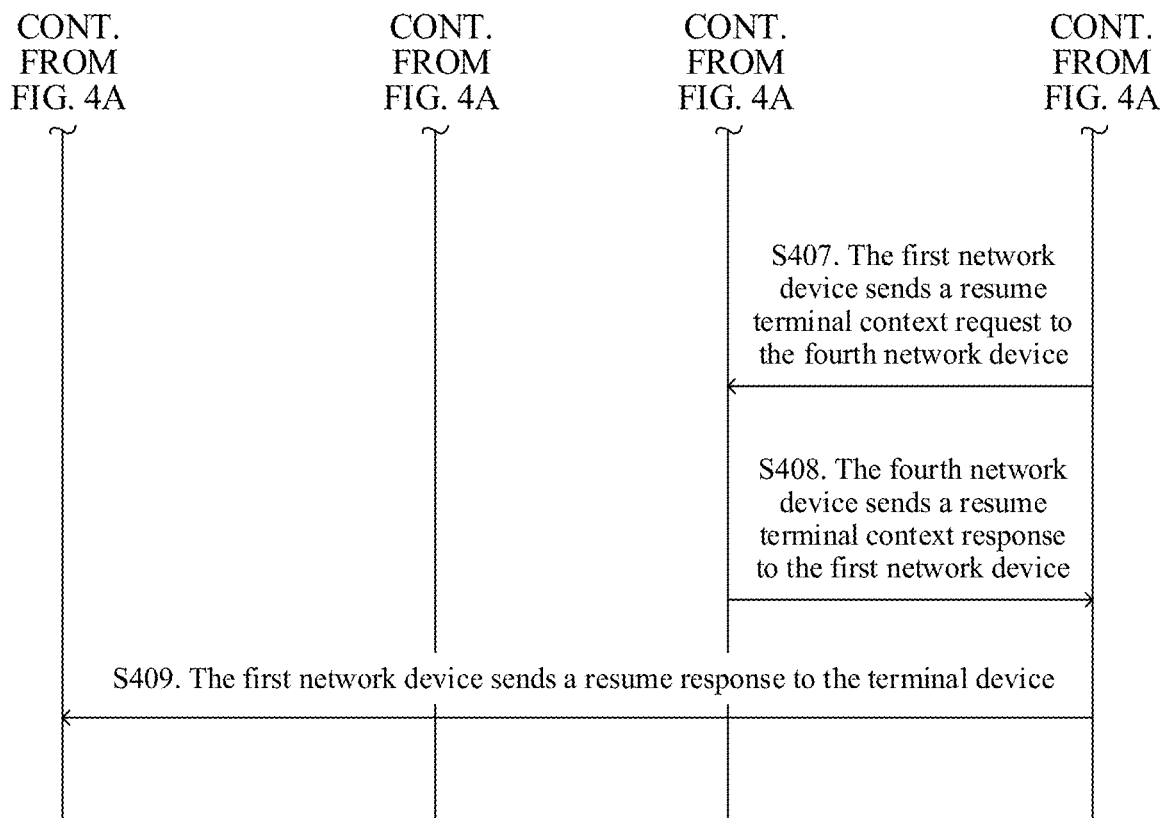 CONT.
FROM
FIG. 4A
CONT.
FROM
FIG. 4A
CONT.
FROM
FIG. 4A
CONT.
FROM
FIG. 4A
S407. The first network
device sends a resume
terminal context request to
the fourth network device
S408. The fourth network
device sends a resume
terminal context response
to the first network device
S409. The first network device sends a resume response to the terminal device